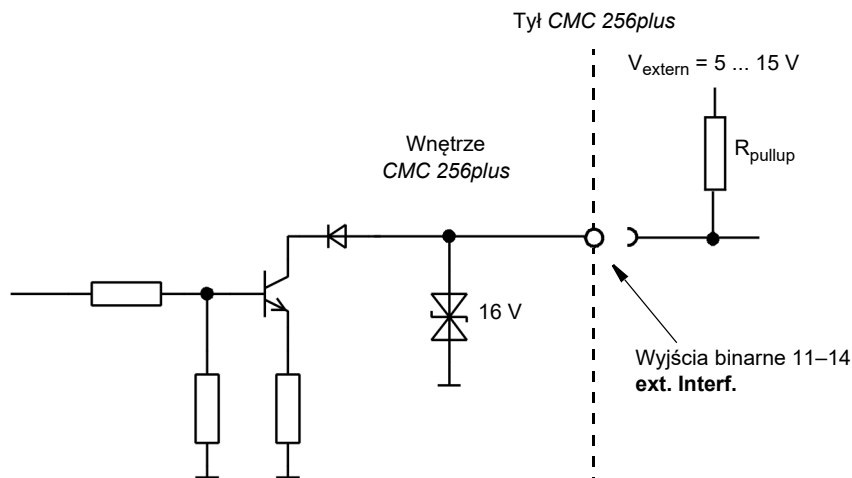 Tył CMC 256plus
Vextern = 5 ... 15 V
Rpullup
Wnętrze
CMC 256plus
16 V
Wyjścia binarne 11–14
ext. Interf.